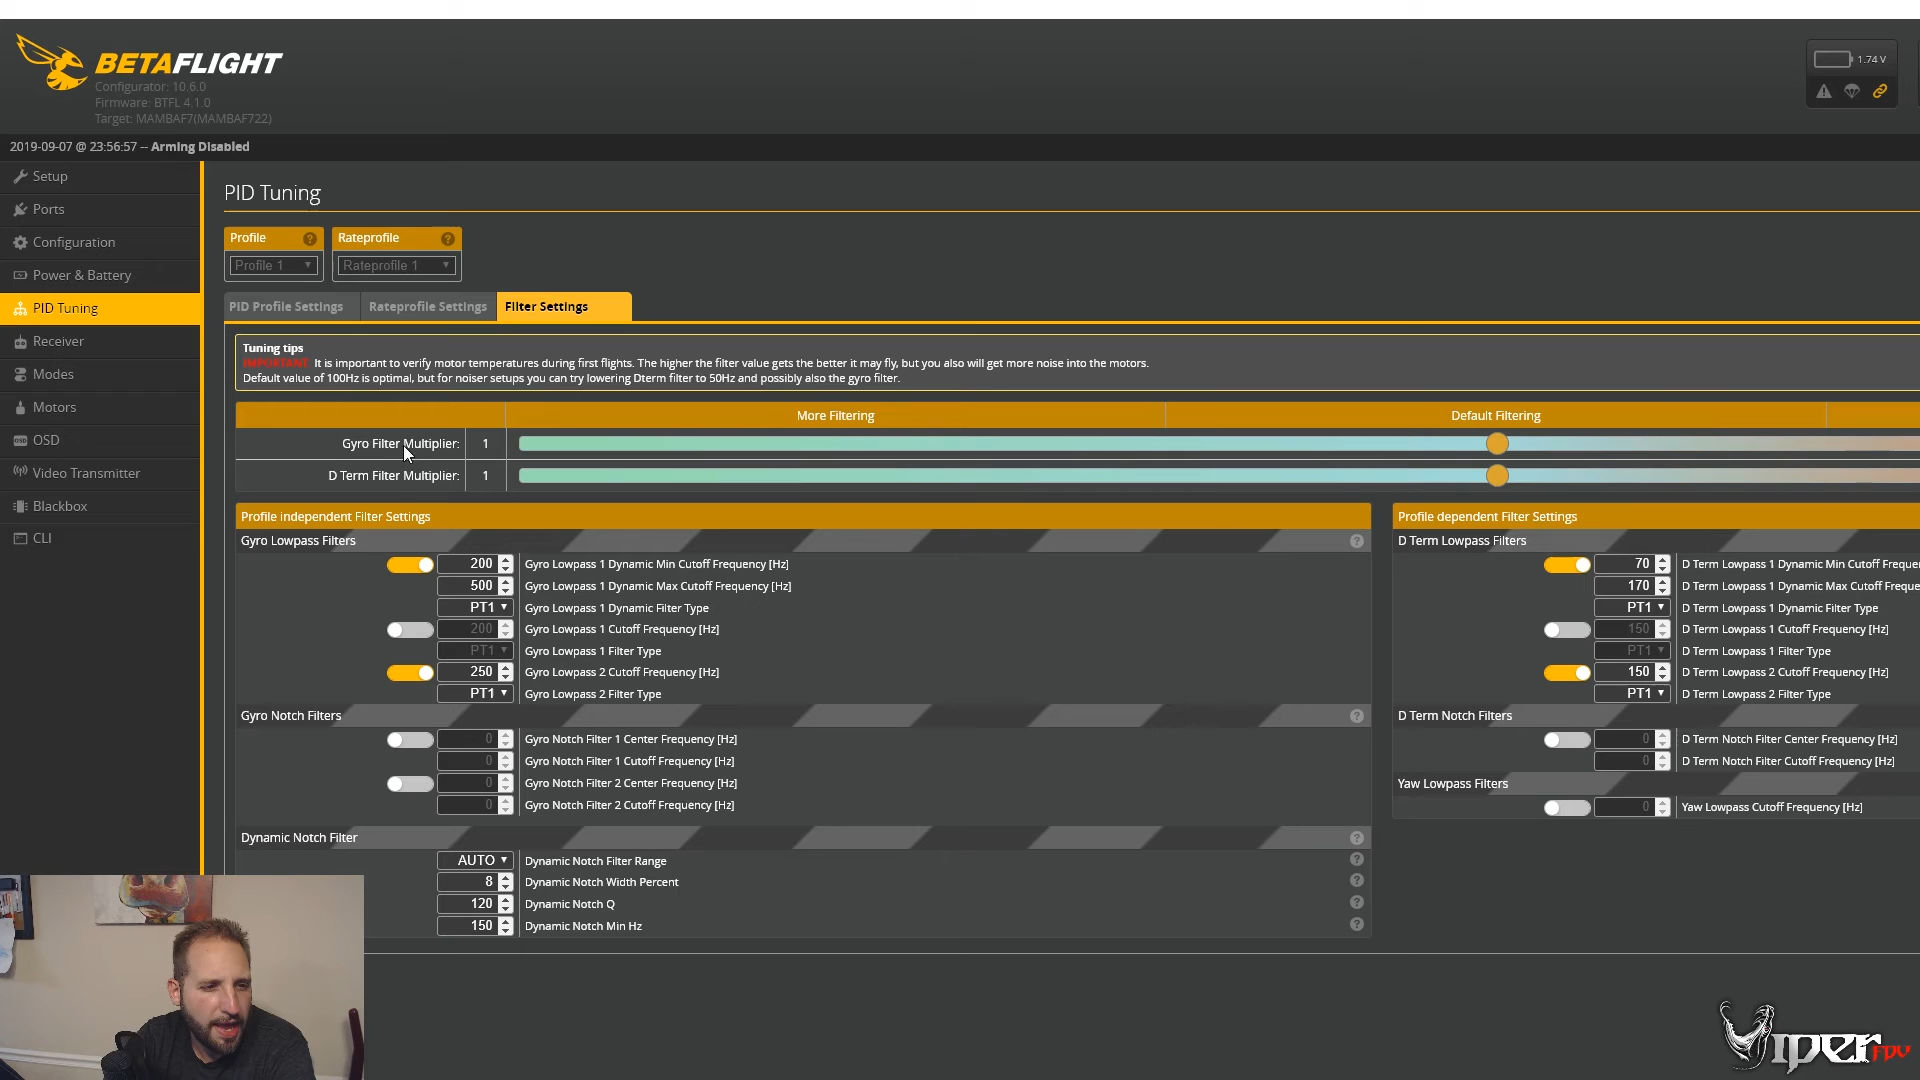 BETAFLIGHT
Configurator: 10.6.0
Firmware: BTFL 4.1.0
Target: MAMBAF7(MAMBAF722)
1.74 V
2019-09-07 @ 23:56:57 -- Arming Disabled
Setup
Ports
Configuration
Power & Battery
PID Tuning
Receiver
Modes
Motors
OSD
Video Transmitter
Blackbox
CLI
PID Tuning
Profile
Rateprofile
Profile 1
Rateprofile 1
PID Profile Settings
Rateprofile Settings
Filter Settings
Tuning tips
IMPORTANT: It is important to verify motor temperatures during first flights. The higher the filter value gets the better it may fly, but you also will get more noise into the motors.
Default value of 100Hz is optimal, but for noiser setups you can try lowering Dterm filter to 50Hz and possibly also the gyro filter.
More Filtering
Default Filtering
Gyro Filter Multiplier: 1
D Term Filter Multiplier: 1
Profile independent Filter Settings
Gyro Lowpass Filters
200 Gyro Lowpass 1 Dynamic Min Cutoff Frequency [Hz]
500 Gyro Lowpass 1 Dynamic Max Cutoff Frequency [Hz]
PT1 Gyro Lowpass 1 Dynamic Filter Type
200 Gyro Lowpass 1 Cutoff Frequency [Hz]
PT1 Gyro Lowpass 1 Filter Type
250 Gyro Lowpass 2 Cutoff Frequency [Hz]
PT1 Gyro Lowpass 2 Filter Type
Gyro Notch Filters
0 Gyro Notch Filter 1 Center Frequency [Hz]
0 Gyro Notch Filter 1 Cutoff Frequency [Hz]
0 Gyro Notch Filter 2 Center Frequency [Hz]
0 Gyro Notch Filter 2 Cutoff Frequency [Hz]
Dynamic Notch Filter
AUTO Dynamic Notch Filter Range
8 Dynamic Notch Width Percent
120 Dynamic Notch Q
150 Dynamic Notch Min Hz
Profile dependent Filter Settings
D Term Lowpass Filters
70 D Term Lowpass 1 Dynamic Min Cutoff Freque
170 D Term Lowpass 1 Dynamic Max Cutoff Freque
PT1 D Term Lowpass 1 Dynamic Filter Type
150 D Term Lowpass 1 Cutoff Frequency [Hz]
PT1 D Term Lowpass 1 Filter Type
150 D Term Lowpass 2 Cutoff Frequency [Hz]
PT1 D Term Lowpass 2 Filter Type
D Term Notch Filters
0 D Term Notch Filter Center Frequency [Hz]
0 D Term Notch Filter Cutoff Frequency [Hz]
Yaw Lowpass Filters
0 Yaw Lowpass Cutoff Frequency [Hz]
Viper FPV